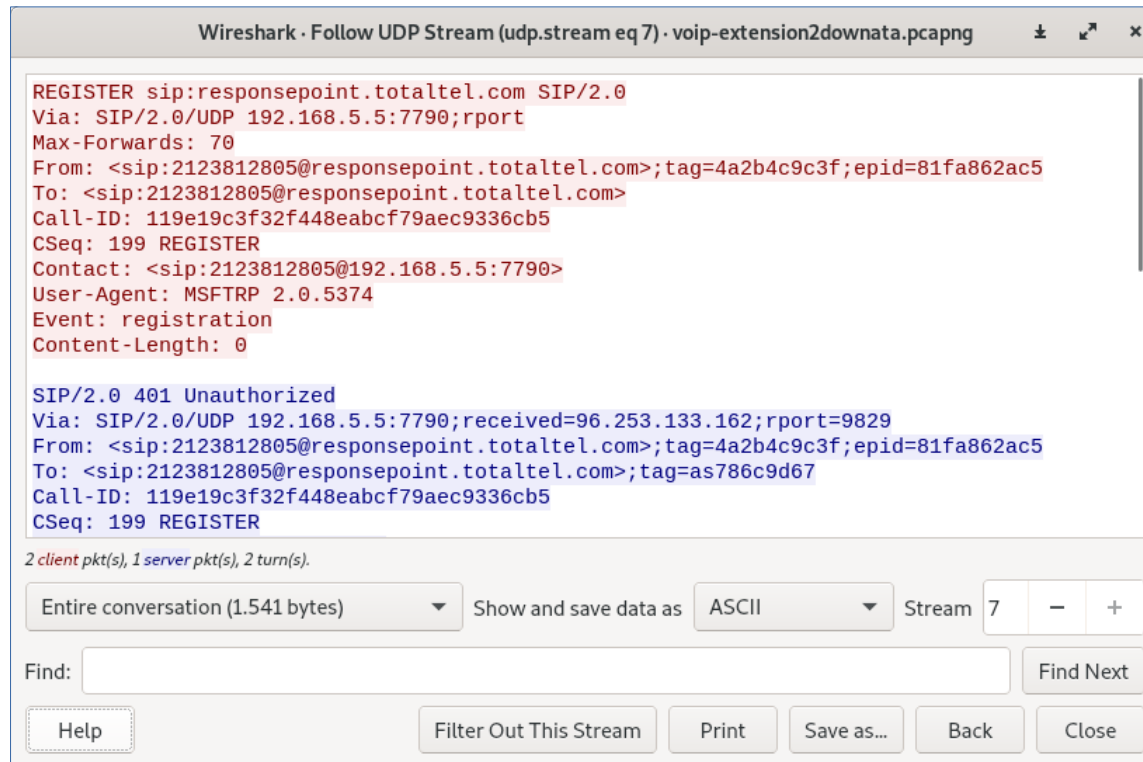 Wireshark · Follow UDP Stream (udp.stream eq 7) · voip-extension2downata.pcapng
REGISTER sip:responsepoint.totaltel.com SIP/2.0
Via: SIP/2.0/UDP 192.168.5.5:7790;rport
Max-Forwards: 70
From: <sip:2123812805@responsepoint.totaltel.com>;tag=4a2b4c9c3f;epid=81fa862ac5
To: <sip:2123812805@responsepoint.totaltel.com>
Call-ID: 119e19c3f32f448eabcf79aec9336cb5
CSeq: 199 REGISTER
Contact: <sip:2123812805@192.168.5.5:7790>
User-Agent: MSFTRP 2.0.5374
Event: registration
Content-Length: 0
SIP/2.0 401 Unauthorized
Via: SIP/2.0/UDP 192.168.5.5:7790;received=96.253.133.162;rport=9829
From: <sip:2123812805@responsepoint.totaltel.com>;tag=4a2b4c9c3f;epid=81fa862ac5
To: <sip:2123812805@responsepoint.totaltel.com>;tag=as786c9d67
Call-ID: 119e19c3f32f448eabcf79aec9336cb5
CSeq: 199 REGISTER
2 client pkt(s), 1 server pkt(s), 2 turn(s).
Entire conversation (1.541 bytes) Show and save data as ASCII Stream 7 − +
Find: Find Next
Help Filter Out This Stream Print Save as... Back Close